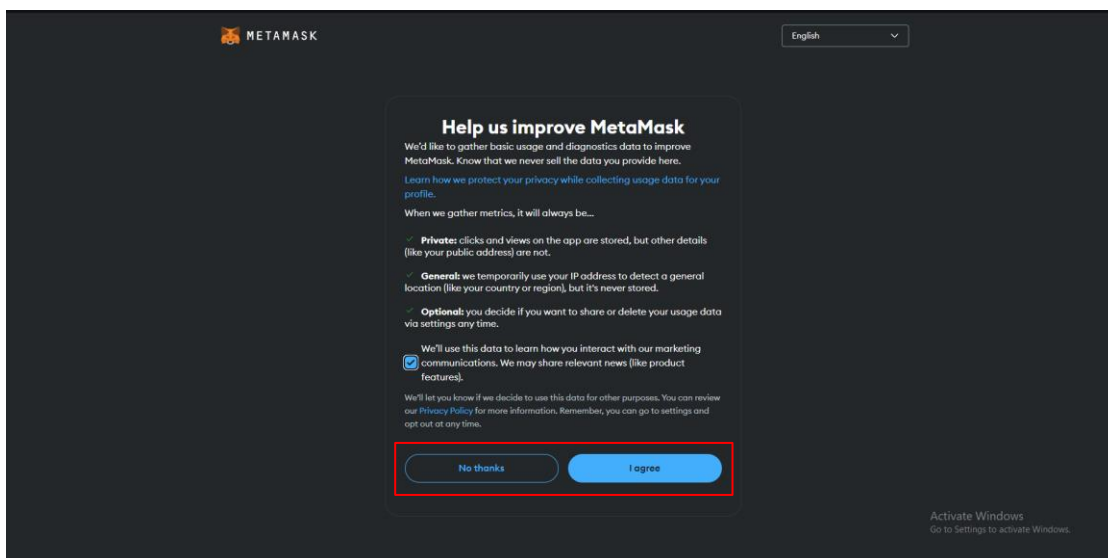 METAMASK
English
Help us improve MetaMask
We'd like to gather basic usage and diagnostics data to improve
MetaMask. Know that we never sell the data you provide here.
Learn how we protect your privacy while collecting usage data for your
profile.
When we gather metrics, it will always be...
Private: clicks and views on the app are stored, but other details
(like your public address) are not.
General: we temporarily use your IP address to detect a general
location (like your country or region), but it's never stored.
Optional: you decide if you want to share or delete your usage data
via settings any time.
We'll use this data to learn how you interact with our marketing
communications. We may share relevant news (like product
features).
We'll let you know if we decide to use this data for other purposes. You can review
our Privacy Policy for more information. Remember, you can go to settings and
opt out at any time.
No thanks
I agree
Activate Windows
Go to Settings to activate Windows.